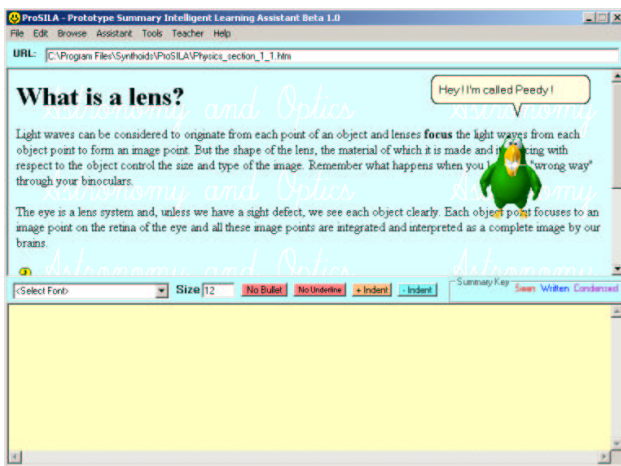 ProSILA - Prototype Summary Intelligent Learning Assistant Beta 1.0
File Edit Browse Assistant Tools Teacher Help
URL: C:\Program Files\Synthoids\ProSILA\Physics_section_1_1.htm
Hey! I'm called Peedy!
What is a lens?
Light waves can be considered to originate from each point of an object and lenses focus the light waves from each
object point to form an image point. But the shape of the lens, the material of which it is made and cing with
respect to the object control the size and type of the image. Remember what happens when you "wrong way"
through your binoculars.
The eye is a lens system and, unless we have a sight defect, we see each object clearly. Each object point focuses to an
image point on the retina of the eye and all these image points are integrated and interpreted as a complete image by our
brains.
Astronomy and Optics
<Select Font> Size 12 No Bullet No Underline + Indent - Indent Summary Key Seen Written Condensed